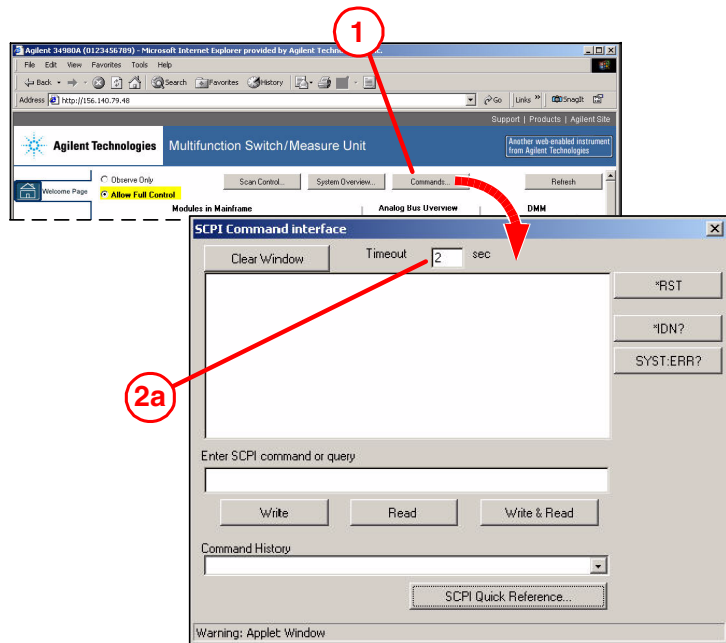 1
Agilent 34980A (0123456789) - Microsoft Internet Explorer provided by Agilent
File Edit View Favorites Tools Help
Back Search Favorites History
Address http://156.140.79.48 Go Links » SnagIt
Support | Products | Agilent Site
Agilent Technologies Multifunction Switch/Measure Unit
Another web-enabled instrument
from Agilent Technologies
Welcome Page
Observe Only
Allow Full Control
Scan Control... System Overview... Commands... Refresh
Modules in Mainframe Analog Bus Overview DMM
SCPI Command interface
Clear Window Timeout 2 sec
*RST
*IDN?
SYST:ERR?
2a
Enter SCPI command or query
Write Read Write & Read
Command History
SCPI Quick Reference...
Warning: Applet Window